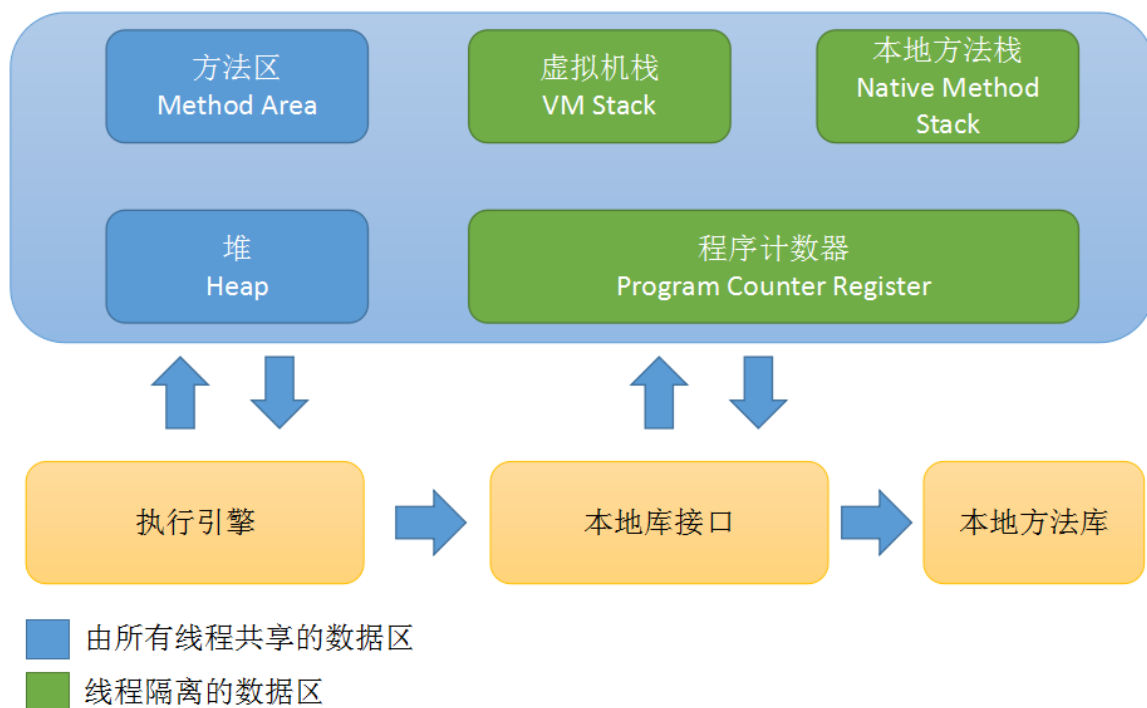 方法区
Method Area
虚拟机栈
VM Stack
本地方法栈
Native Method
Stack
堆
Heap
程序计数器
Program Counter Register
执行引擎
本地库接口
本地方法库
由所有线程共享的数据区
线程隔离的数据区